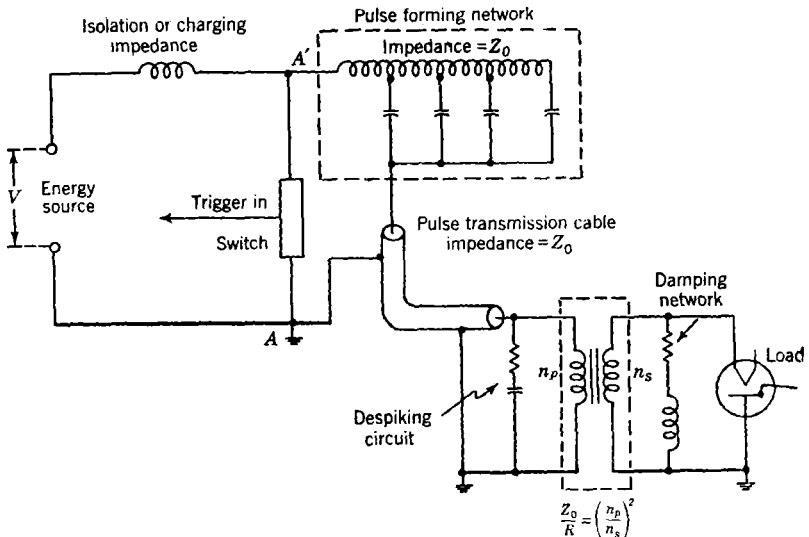 Pulse forming network
Isolation or charging
impedance
A′
Impedance = Z₀
V
Energy
source
Trigger in
Switch
Pulse transmission cable
impedance = Z₀
A
Damping
network
Load
nₚ
nₛ
Despiking
circuit
Z₀/R = (nₚ/nₛ)²